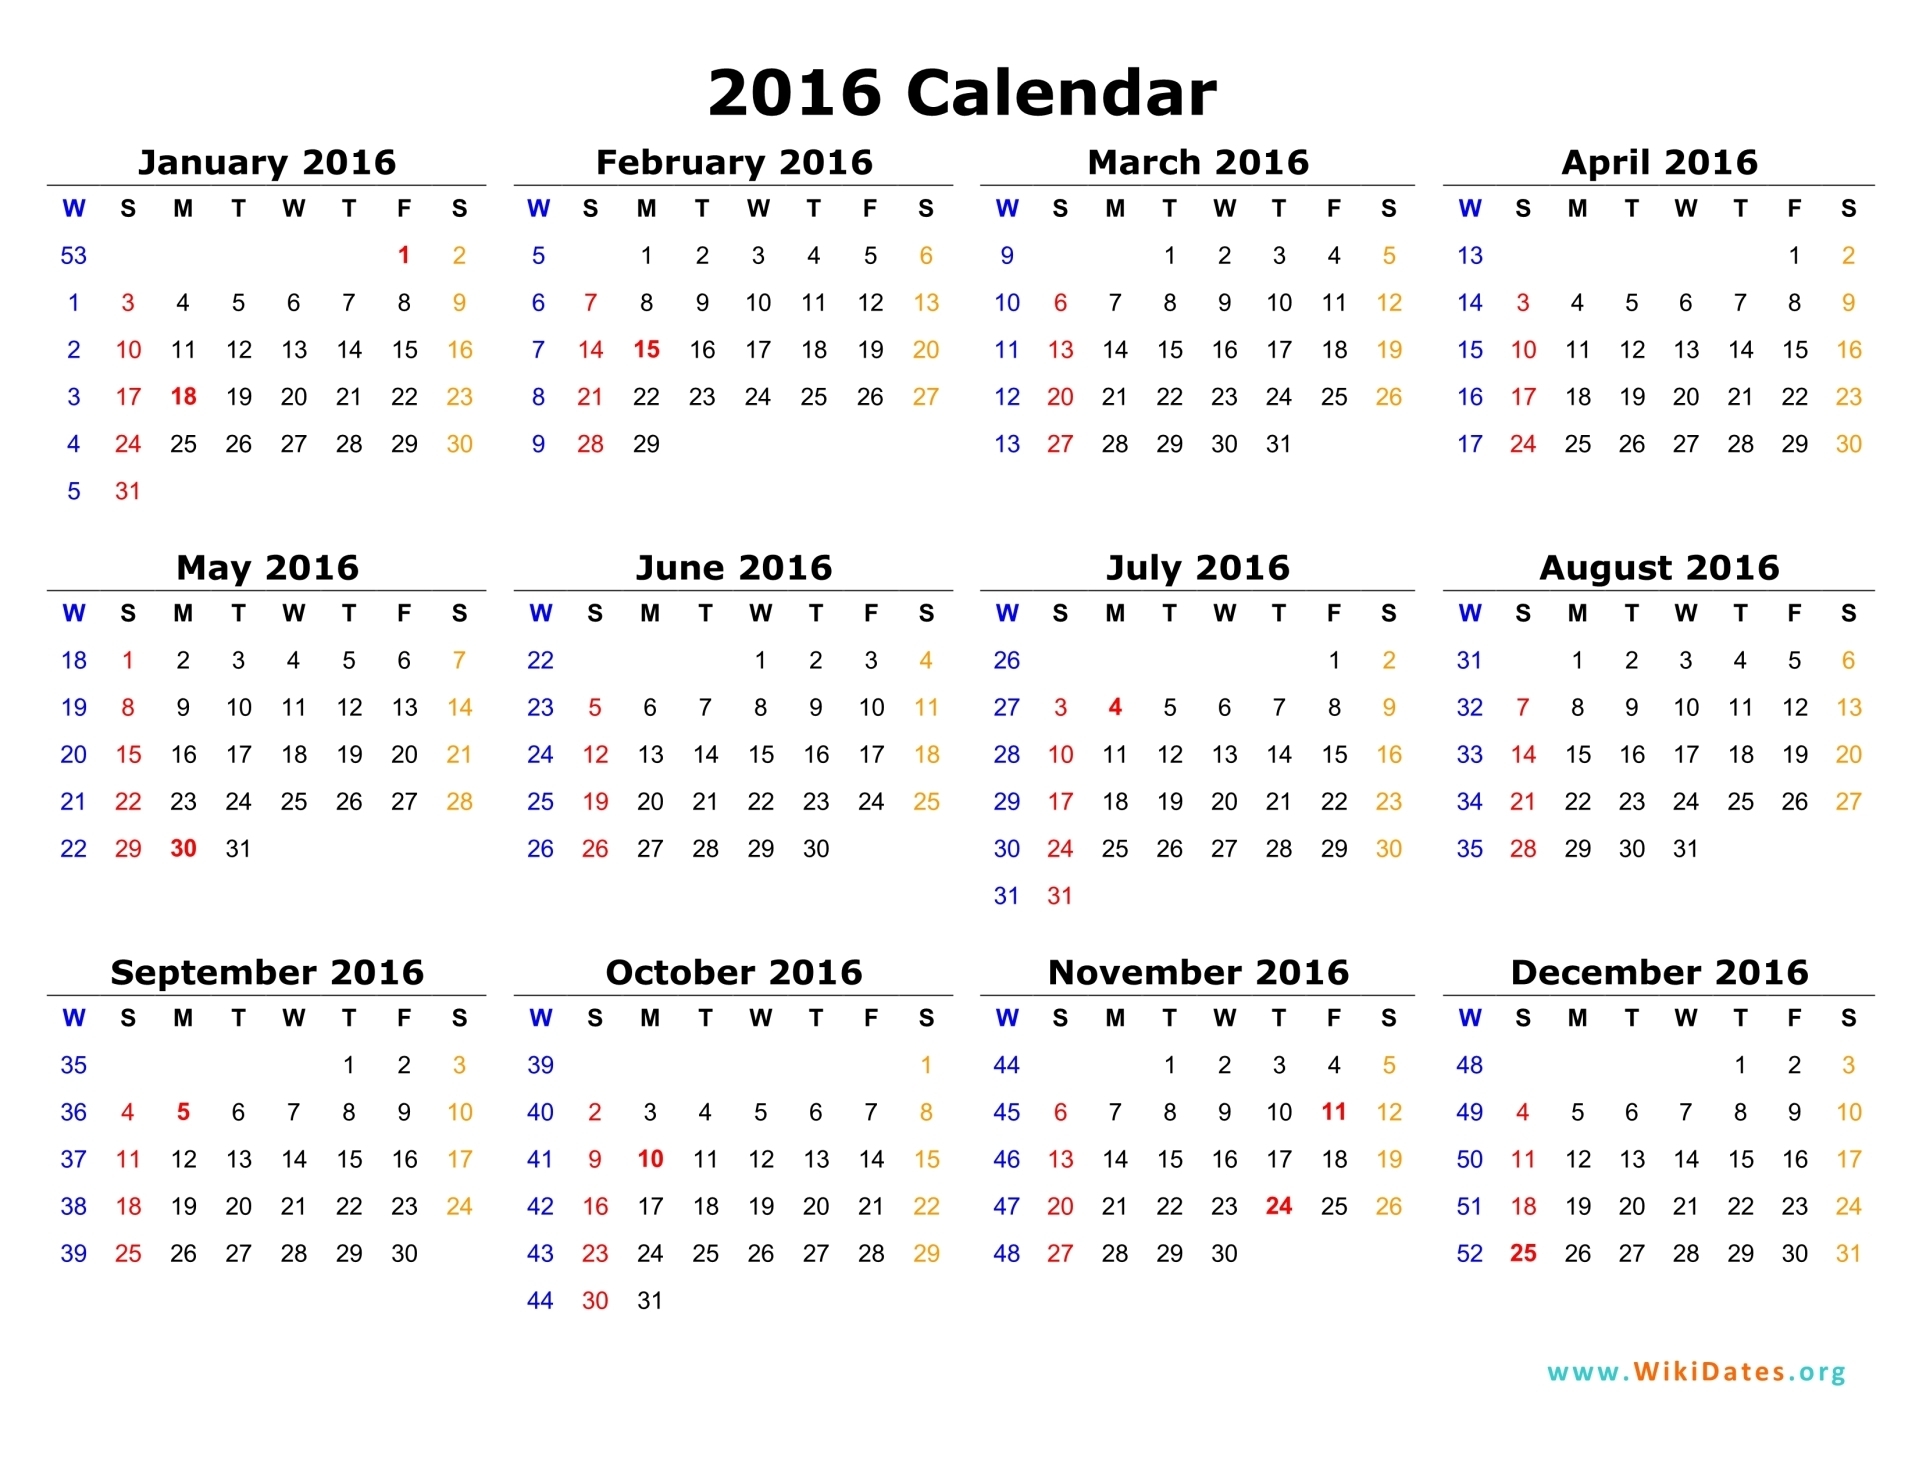 2016 Calendar
January 2016
W S M T W T F S
53 1 2
1 3 4 5 6 7 8 9
2 10 11 12 13 14 15 16
3 17 18 19 20 21 22 23
4 24 25 26 27 28 29 30
5 31
February 2016
W S M T W T F S
5 1 2 3 4 5 6
6 7 8 9 10 11 12 13
7 14 15 16 17 18 19 20
8 21 22 23 24 25 26 27
9 28 29
March 2016
W S M T W T F S
9 1 2 3 4 5
10 6 7 8 9 10 11 12
11 13 14 15 16 17 18 19
12 20 21 22 23 24 25 26
13 27 28 29 30 31
April 2016
W S M T W T F S
13 1 2
14 3 4 5 6 7 8 9
15 10 11 12 13 14 15 16
16 17 18 19 20 21 22 23
17 24 25 26 27 28 29 30
May 2016
W S M T W T F S
18 1 2 3 4 5 6 7
19 8 9 10 11 12 13 14
20 15 16 17 18 19 20 21
21 22 23 24 25 26 27 28
22 29 30 31
June 2016
W S M T W T F S
22 1 2 3 4
23 5 6 7 8 9 10 11
24 12 13 14 15 16 17 18
25 19 20 21 22 23 24 25
26 26 27 28 29 30
July 2016
W S M T W T F S
26 1 2
27 3 4 5 6 7 8 9
28 10 11 12 13 14 15 16
29 17 18 19 20 21 22 23
30 24 25 26 27 28 29 30
31 31
August 2016
W S M T W T F S
31 1 2 3 4 5 6
32 7 8 9 10 11 12 13
33 14 15 16 17 18 19 20
34 21 22 23 24 25 26 27
35 28 29 30 31
September 2016
W S M T W T F S
35 1 2 3
36 4 5 6 7 8 9 10
37 11 12 13 14 15 16 17
38 18 19 20 21 22 23 24
39 25 26 27 28 29 30
October 2016
W S M T W T F S
39 1
40 2 3 4 5 6 7 8
41 9 10 11 12 13 14 15
42 16 17 18 19 20 21 22
43 23 24 25 26 27 28 29
44 30 31
November 2016
W S M T W T F S
44 1 2 3 4 5
45 6 7 8 9 10 11 12
46 13 14 15 16 17 18 19
47 20 21 22 23 24 25 26
48 27 28 29 30
December 2016
W S M T W T F S
48 1 2 3
49 4 5 6 7 8 9 10
50 11 12 13 14 15 16 17
51 18 19 20 21 22 23 24
52 25 26 27 28 29 30 31
www.WikiDates.org